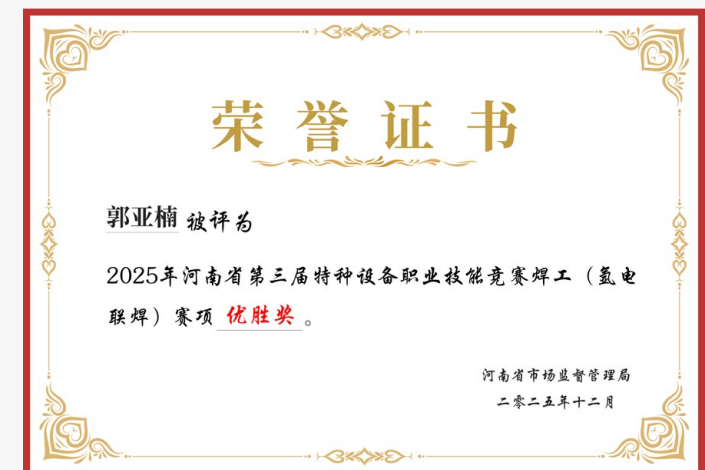 荣誉证书
郭亚楠 被评为
2025年河南省第三届特种设备职业技能竞赛焊工（氩电
联焊）赛项 优胜奖 。
河南省市场监督管理局
二零二五年十二月